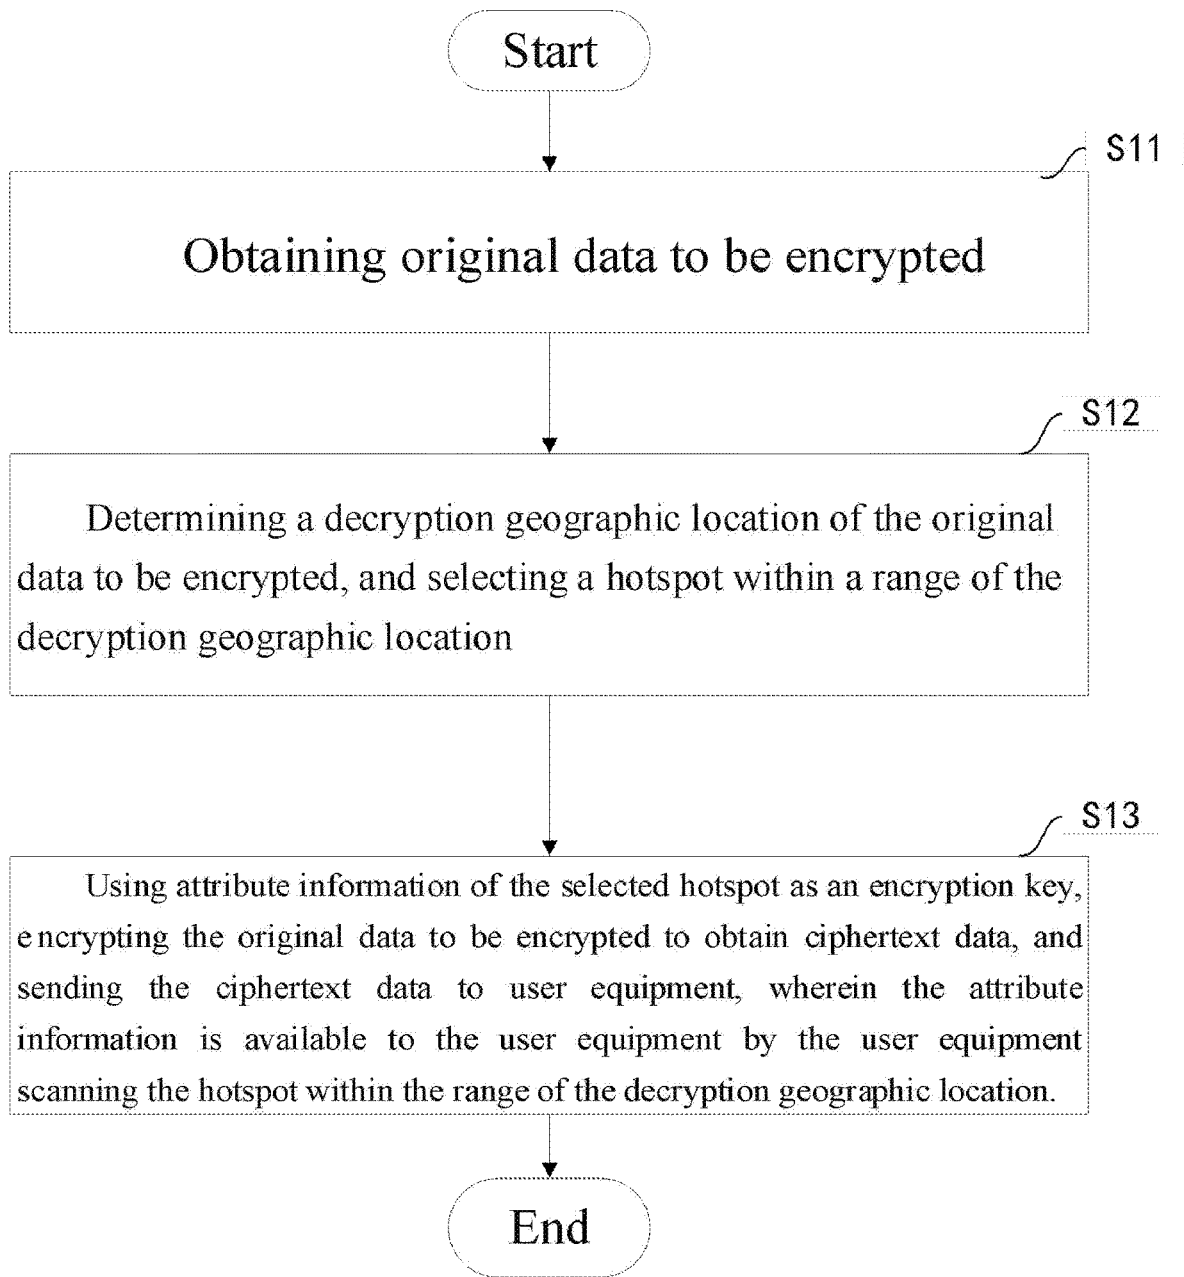 Start
S11
Obtaining original data to be encrypted
S12
Determining a decryption geographic location of the original
data to be encrypted, and selecting a hotspot within a range of the
decryption geographic location
S13
Using attribute information of the selected hotspot as an encryption key,
encrypting the original data to be encrypted to obtain ciphertext data, and
sending the ciphertext data to user equipment, wherein the attribute
information is available to the user equipment by the user equipment
scanning the hotspot within the range of the decryption geographic location.
End